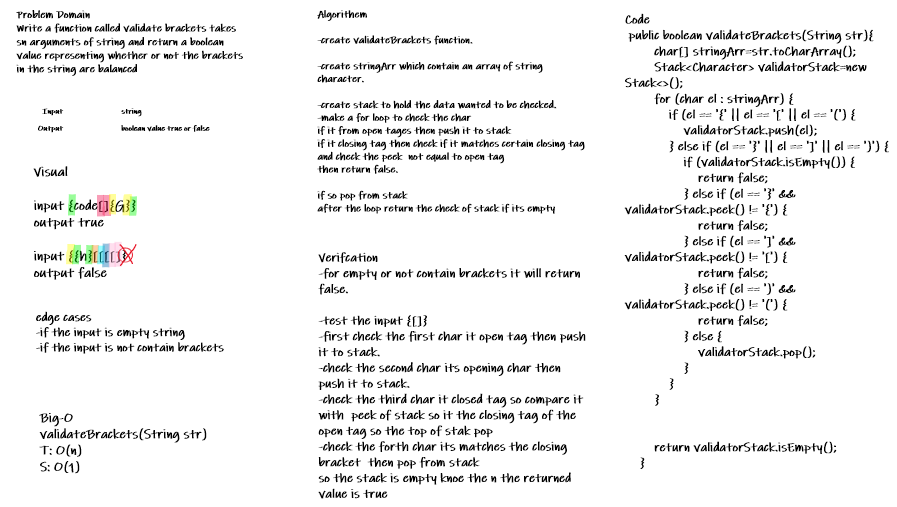 Problem Domain
Write a function called validate brackets takes
sn arguments of string and return a boolean
value representing whether or not the brackets
in the string are balanced
Input string
Output boolean value true or false
Visual
input {code[]{G}}
output true
input {{h}[[[[]}
output false
edge cases
-if the input is empty string
-if the input is not contain brackets
Big-O
validateBrackets(String str)
T: O(n)
S: O(1)
Algorithem
-create validateBrackets function.
-create stringArr which contain an array of string
character.
-create stack to hold the data wanted to be checked.
-make a for loop to check the char
if it from open tages then push it to stack
if it closing tag then check if it matches certain closing tag
and check the peek not equal to open tag
then return false.
if so pop from stack
after the loop return the check of stack if its empty
Verifcation
-for empty or not contain brackets it will return
false.
-test the input {[]}
-first check the first char it open tag then push
it to stack.
-check the second char its opening char then
push it to stack.
-check the third char it closed tag so compare it
with peek of stack so it the closing tag of the
open tag so the top of stak pop
-check the forth char its matches the closing
bracket then pop from stack
so the stack is empty knoe the n the returned
value is true
Code
public boolean validateBrackets(String str){
char[] stringArr=str.toCharArray();
Stack<Character> validatorStack=new
Stack<>();
for (char el : stringArr) {
if (el == '{' || el == '[' || el == '(') {
validatorStack.push(el);
} else if (el == '}' || el == ']' || el == ')') {
if (validatorStack.isEmpty()) {
return false;
} else if (el == '}' &&
validatorStack.peek() != '{') {
return false;
} else if (el == ']' &&
validatorStack.peek() != '[') {
return false;
} else if (el == ')' &&
validatorStack.peek() != '(') {
return false;
} else {
validatorStack.pop();
}
}
}
return validatorStack.isEmpty();
}